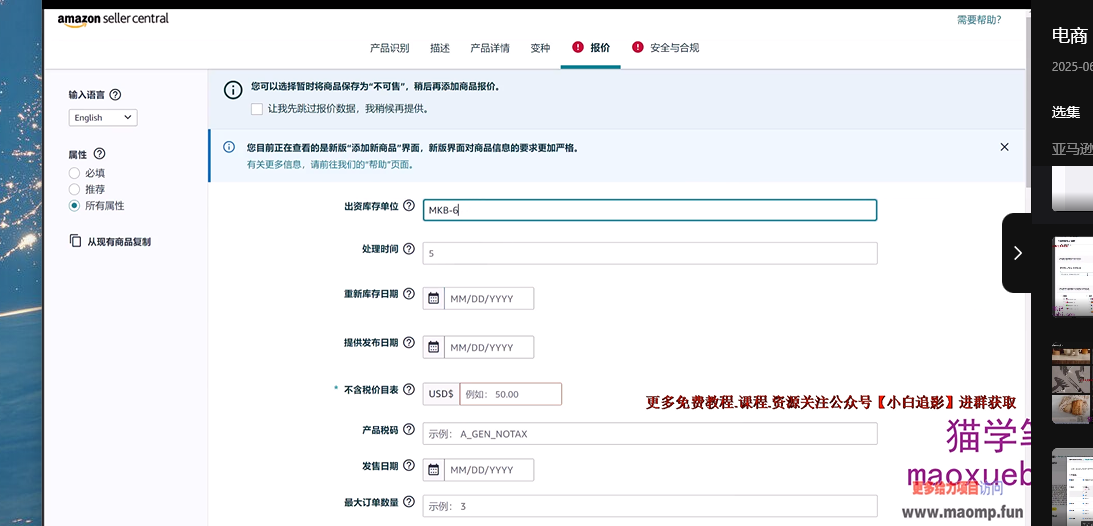 amazon seller central
需要帮助?
产品识别 描述 产品详情 变种 报价 安全与合规
电商
2025-06
输入语言
English
属性
必填
推荐
所有属性
从现有商品复制
您可以选择暂时将商品保存为“不可售”，稍后再添加商品报价。
让我先跳过报价数据，我稍候再提供。
您目前正在查看的是新版“添加新商品”界面，新版界面对商品信息的要求更加严格。
有关更多信息，请前往我们的“帮助”页面。
选集
亚马逊
出资库存单位 MKB-6
处理时间 5
重新库存日期 MM/DD/YYYY
提供发布日期 MM/DD/YYYY
* 不含税价目表 USD$ 例如： 50.00
更多免费教程.课程.资源关注公众号【小白追影】进群获取
产品税码 示例： A_GEN_NOTAX
猫学笔
发售日期 MM/DD/YYYY
maoxueb
更多给力项目访问
最大订单数量 示例： 3
www.maomp.fun